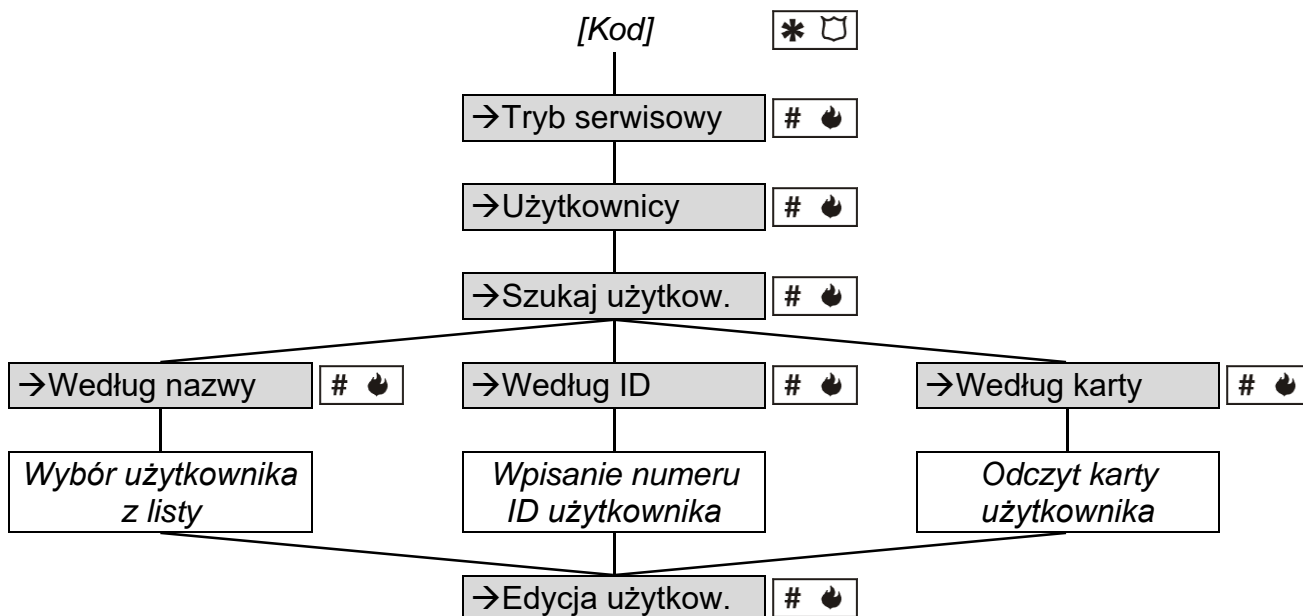 [Kod] *
→Tryb serwisowy #
→Użytkownicy #
→Szukaj użytkow. #
→Według nazwy # →Według ID # →Według karty #
Wybór użytkownika Wpisanie numeru Odczyt karty
z listy ID użytkownika użytkownika
→Edycja użytkow. #